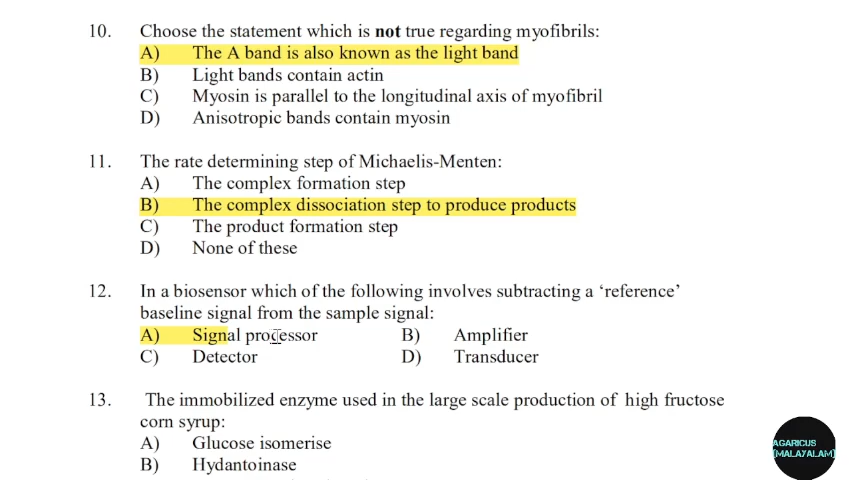 10. Choose the statement which is not true regarding myofibrils:
A) The A band is also known as the light band
B) Light bands contain actin
C) Myosin is parallel to the longitudinal axis of myofibril
D) Anisotropic bands contain myosin
11. The rate determining step of Michaelis-Menten:
A) The complex formation step
B) The complex dissociation step to produce products
C) The product formation step
D) None of these
12. In a biosensor which of the following involves subtracting a ‘reference’
baseline signal from the sample signal:
A) Signal processor B) Amplifier
C) Detector D) Transducer
13. The immobilized enzyme used in the large scale production of high fructose
corn syrup:
A) Glucose isomerise
B) Hydantoinase
AGARICUS
(MALAYALAM)